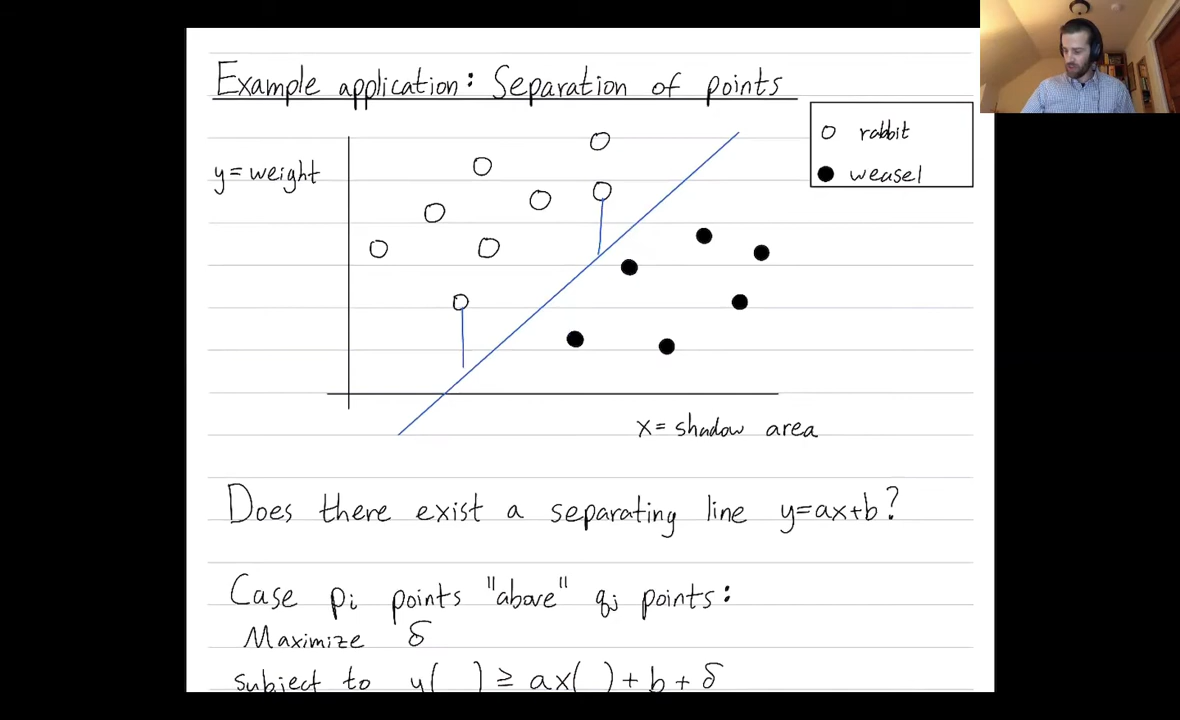 Example application: Separation of points
rabbit
y = weight
weasel
x = shadow area
Does there exist a separating line y=ax+b?
Case pi points "above" qj points:
Maximize δ
subject to y( ) ≥ ax( ) + b + δ